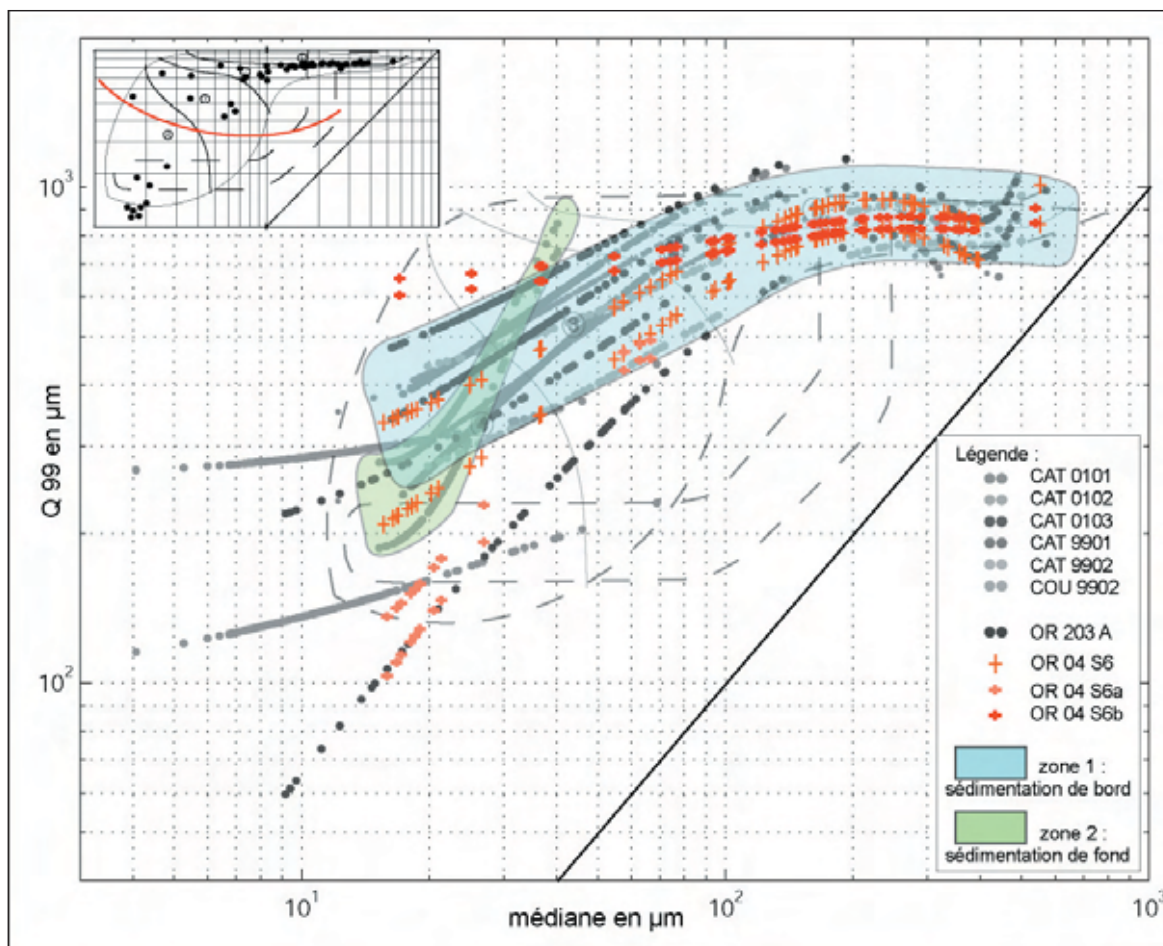 10³
Q 99 en µm
10²
10¹
10²
10³
médiane en µm
Légende :
CAT 0101
CAT 0102
CAT 0103
CAT 9901
CAT 9902
COU 9902
OR 203 A
OR 04 S6
OR 04 S6a
OR 04 S6b
zone 1 :
sédimentation de bord
zone 2 :
sédimentation de fond